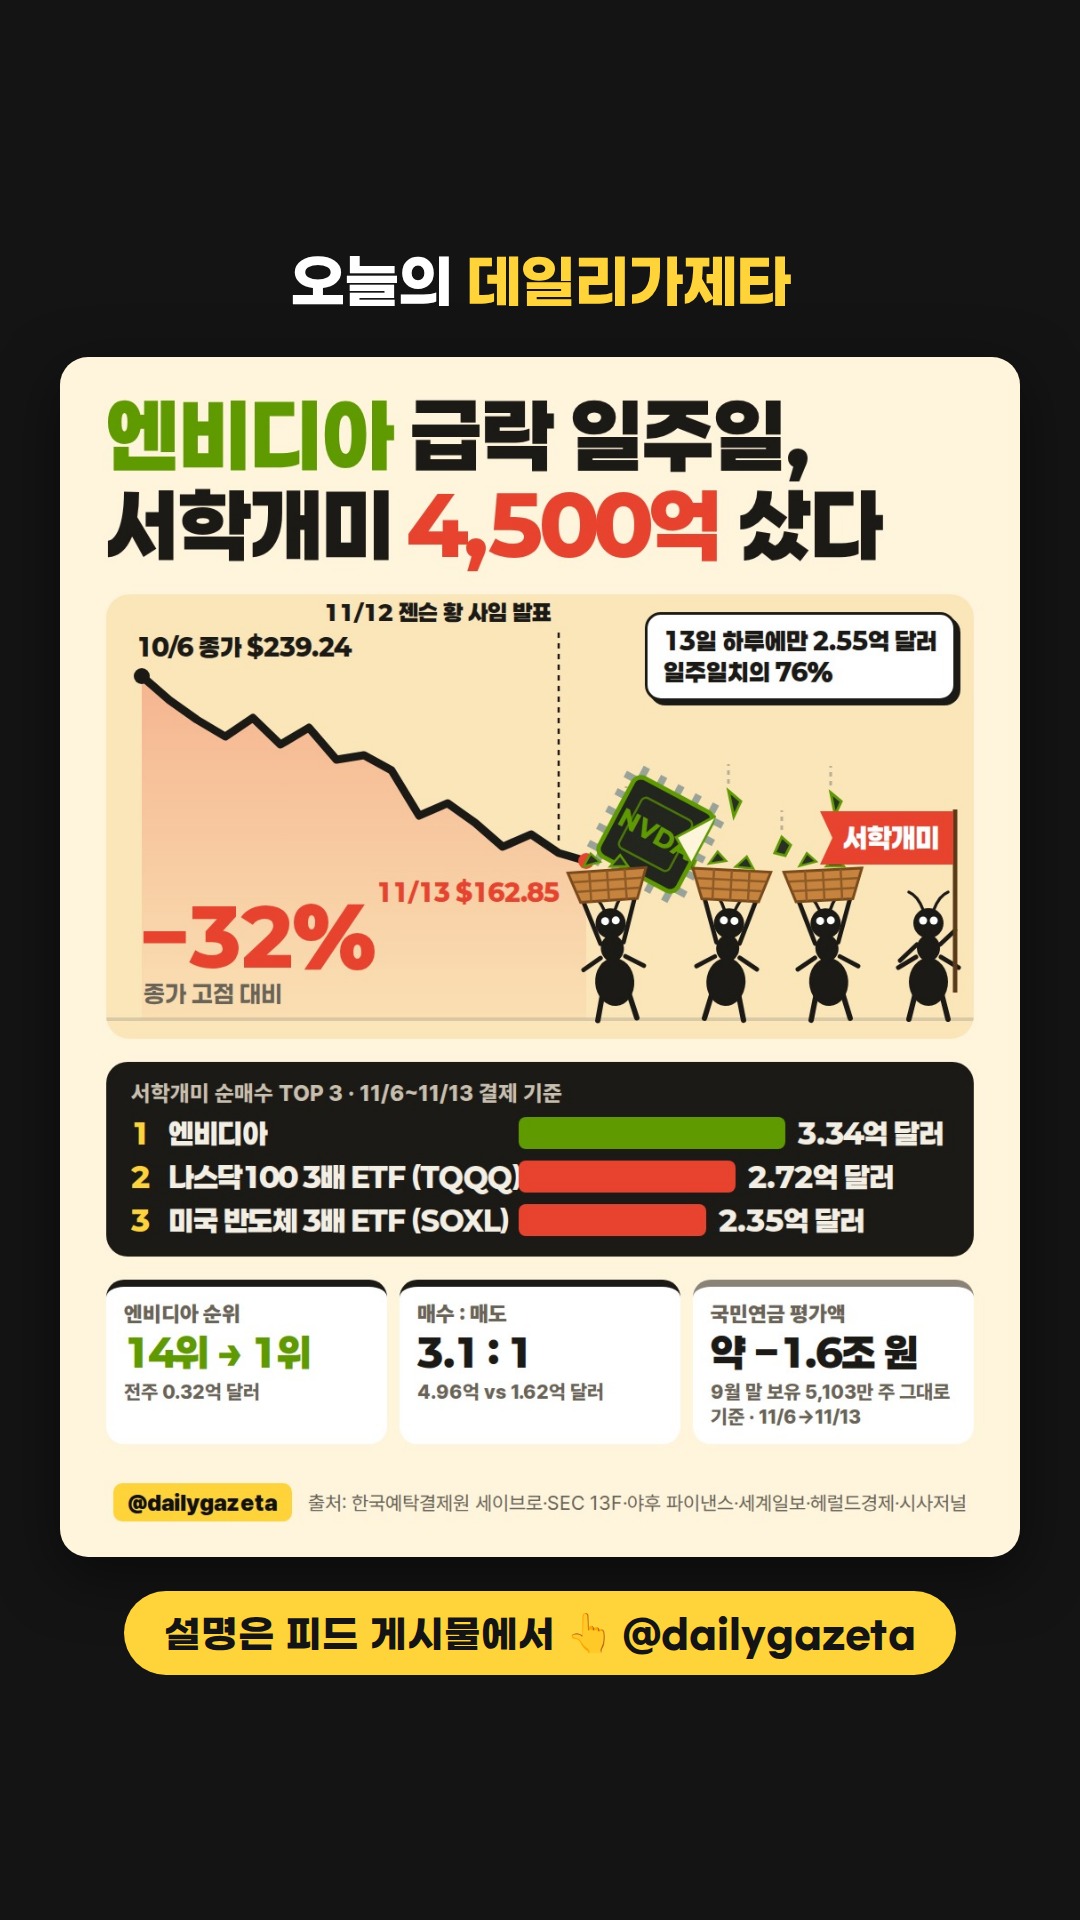 오늘의 데일리가제타
엔비디아 급락 일주일,
서학개미 4,500억 샀다
11/12 젠슨 황 사임 발표
10/6 종가 $239.24
13일 하루에만 2.55억 달러
일주일치의 76%
NVDA
서학개미
11/13 $162.85
-32%
종가 고점 대비
서학개미 순매수 TOP 3 · 11/6~11/13 결제 기준
1 엔비디아 3.34억 달러
2 나스닥100 3배 ETF (TQQQ) 2.72억 달러
3 미국 반도체 3배 ETF (SOXL) 2.35억 달러
엔비디아 순위
14위 → 1위
전주 0.32억 달러
매수 : 매도
3.1 : 1
4.96억 vs 1.62억 달러
국민연금 평가액
약 -1.6조 원
9월 말 보유 5,103만 주 그대로
기준 · 11/6→11/13
@dailygazeta 출처: 한국예탁결제원 세이브로·SEC 13F·야후 파이낸스·세계일보·헤럴드경제·시사저널
설명은 피드 게시물에서 👆 @dailygazeta